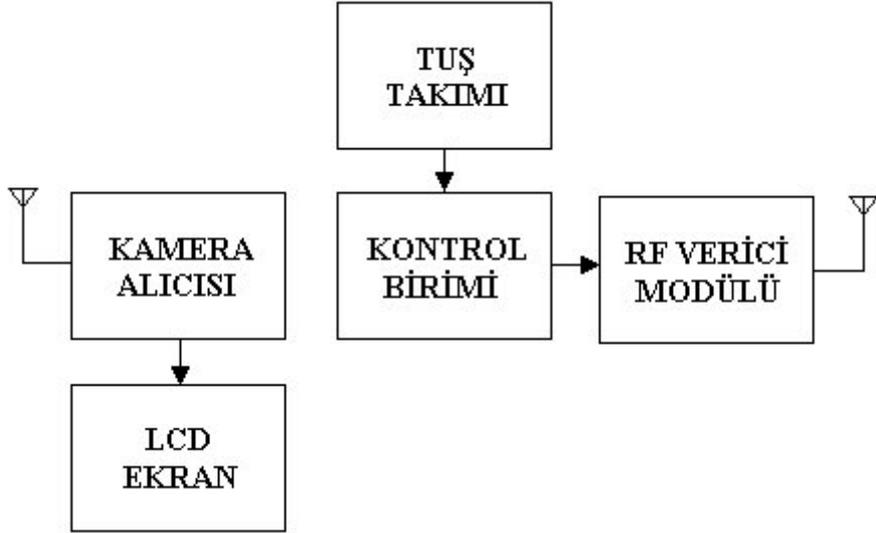 TUŞ
TAKIMI
KAMERA
ALICISI
KONTROL
BİRİMİ
RF VERİCİ
MODÜLÜ
LCD
EKRAN